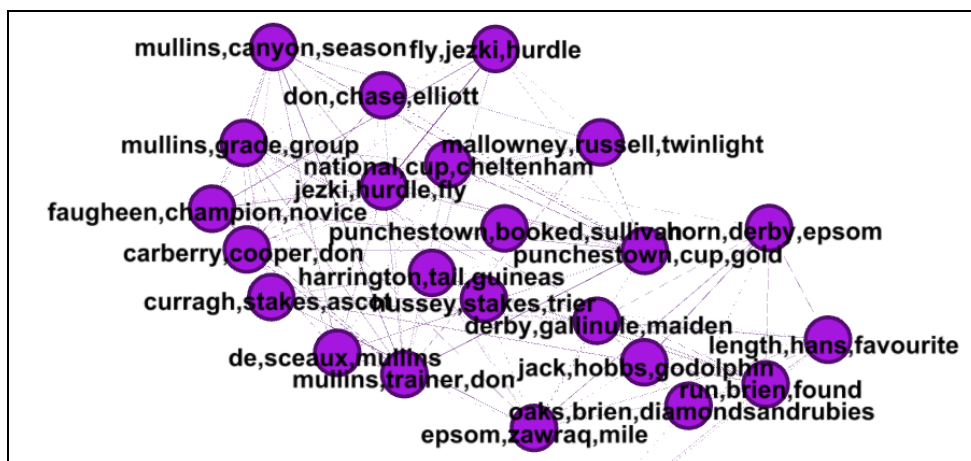 mullins,canyon,season
fly,jezki,hurdle
don,chase,elliott
mullins,grade,group
mallowney,russell,twinlight
national,cup,cheltenham
jezki,hurdle,fly
faugheen,champion,novice
punchestown,booked,sullivan
horn,derby,epsom
carberry,cooper,don
punchestown,cup,gold
harrington,tail,guineas
curragh,stakes,ascot
hussey,stakes,trier
derby,gallinule,maiden
length,hans,favourite
de,sceaux,mullins
jack,hobbs,godolphin
mullins,trainer,don
run,brien,found
oaks,brien,diamondsandrubies
epsom,zawraq,mile